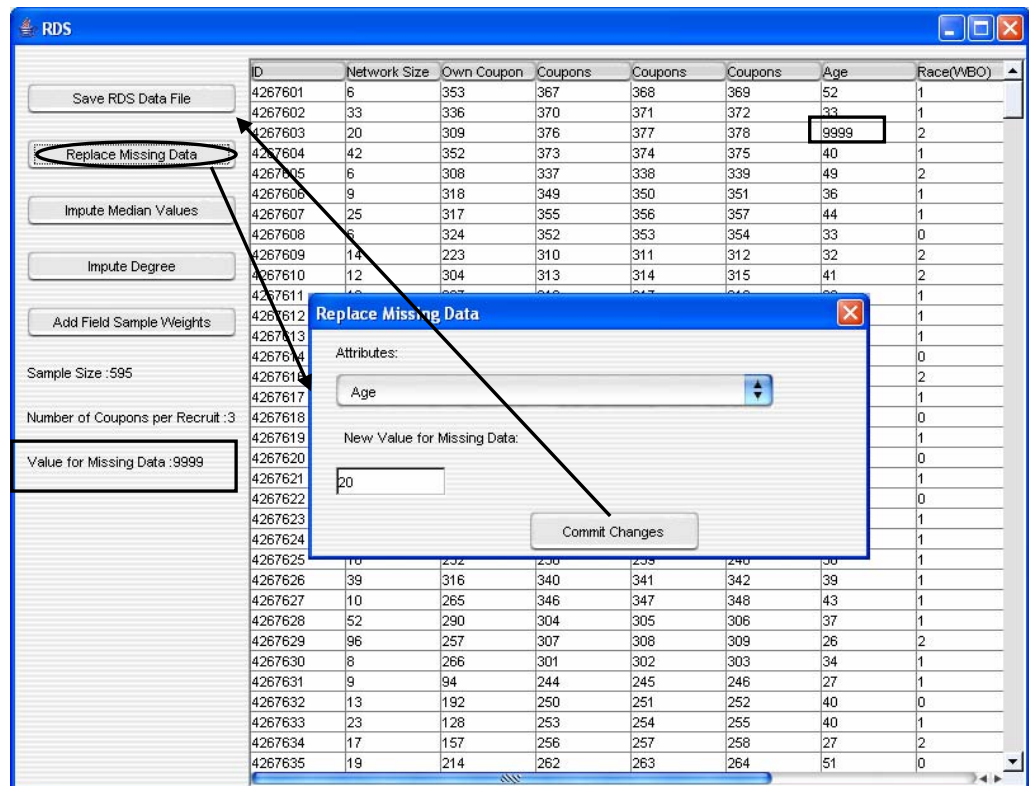 RDS
Save RDS Data File
Replace Missing Data
Impute Median Values
Impute Degree
Add Field Sample Weights
Sample Size :595
Number of Coupons per Recruit :3
Value for Missing Data :9999
ID Network Size Own Coupon Coupons Coupons Coupons Age Race(WBO)
4267601 6 353 367 368 369 52 1
4267602 33 336 370 371 372 33 1
4267603 20 309 376 377 378 9999 2
4267604 42 352 373 374 375 40 1
4267605 6 308 337 338 339 49 2
4267606 9 318 349 350 351 36 1
4267607 25 317 355 356 357 44 1
4267608 6 324 352 353 354 33 0
4267609 14 223 310 311 312 32 2
4267610 12 304 313 314 315 41 2
4267611 1
4267612 1
4267613 1
4267614 0
4267616 2
4267617 1
4267618 0
4267619 1
4267620 0
4267621 1
4267622 0
4267623 1
4267624 1
4267625 1
4267626 39 316 340 341 342 39 1
4267627 10 265 346 347 348 43 1
4267628 52 290 304 305 306 37 1
4267629 96 257 307 308 309 26 2
4267630 8 266 301 302 303 34 1
4267631 9 94 244 245 246 27 1
4267632 13 192 250 251 252 40 0
4267633 23 128 253 254 255 40 1
4267634 17 157 256 257 258 27 2
4267635 19 214 262 263 264 51 0
Replace Missing Data
Attributes:
Age
New Value for Missing Data:
20
Commit Changes